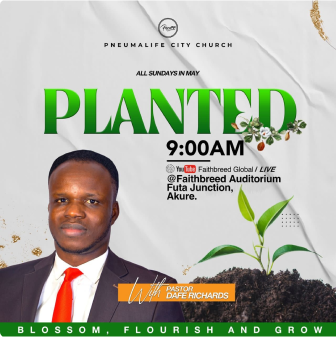 PNEUMALIFE CITY CHURCH
ALL SUNDAYS IN MAY
PLANTED
9:00AM
YouTube Faithbreed Global / LIVE
@Faithbreed Auditorium
Futa Junction,
Akure.
With PASTOR
DAFE RICHARDS
BLOSSOM, FLOURISH AND GROW